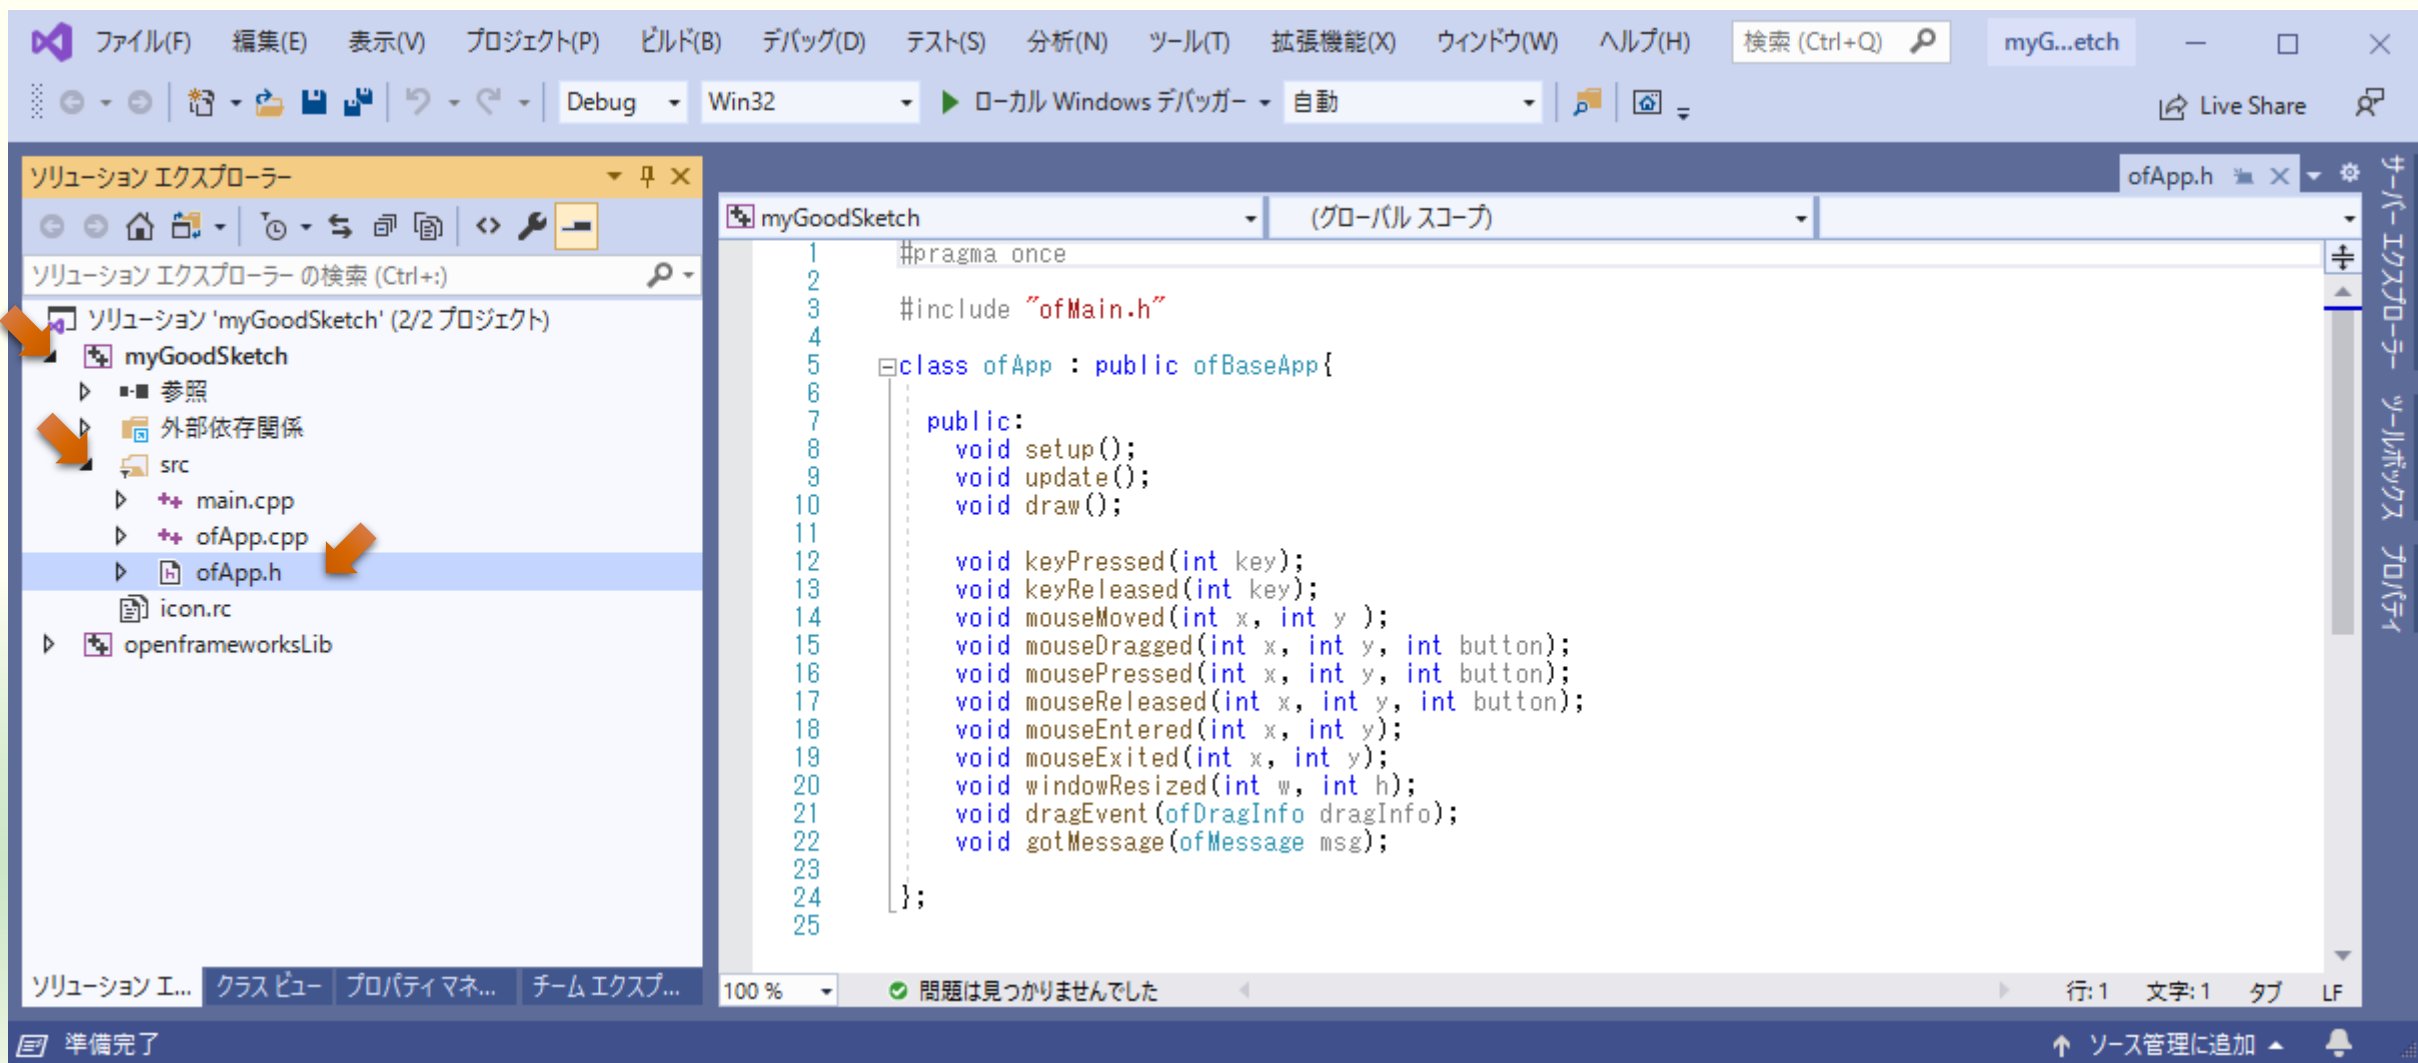 ファイル(F) 編集(E) 表示(V) プロジェクト(P) ビルド(B) デバッグ(D) テスト(S) 分析(N) ツール(T) 拡張機能(X) ウィンドウ(W) ヘルプ(H) 検索 (Ctrl+Q) myG...etch
Debug Win32 ローカル Windows デバッガー 自動 Live Share
ソリューション エクスプローラー
ソリューション エクスプローラー の検索 (Ctrl+:)
ソリューション 'myGoodSketch' (2/2 プロジェクト)
myGoodSketch
参照
外部依存関係
src
main.cpp
ofApp.cpp
ofApp.h
icon.rc
openframeworksLib
ソリューション エ... クラス ビュー プロパティ マネ... チーム エクスプ...
ofApp.h
myGoodSketch (グローバル スコープ)
1 #pragma once
2
3 #include "ofMain.h"
4
5 class ofApp : public ofBaseApp{
6
7 public:
8 void setup();
9 void update();
10 void draw();
11
12 void keyPressed(int key);
13 void keyReleased(int key);
14 void mouseMoved(int x, int y );
15 void mouseDragged(int x, int y, int button);
16 void mousePressed(int x, int y, int button);
17 void mouseReleased(int x, int y, int button);
18 void mouseEntered(int x, int y);
19 void mouseExited(int x, int y);
20 void windowResized(int w, int h);
21 void dragEvent(ofDragInfo dragInfo);
22 void gotMessage(ofMessage msg);
23
24 };
25
100 % 問題は見つかりませんでした 行: 1 文字: 1 タブ LF
サーバー エクスプローラー
ツールボックス
プロパティ
準備完了 ソース管理に追加